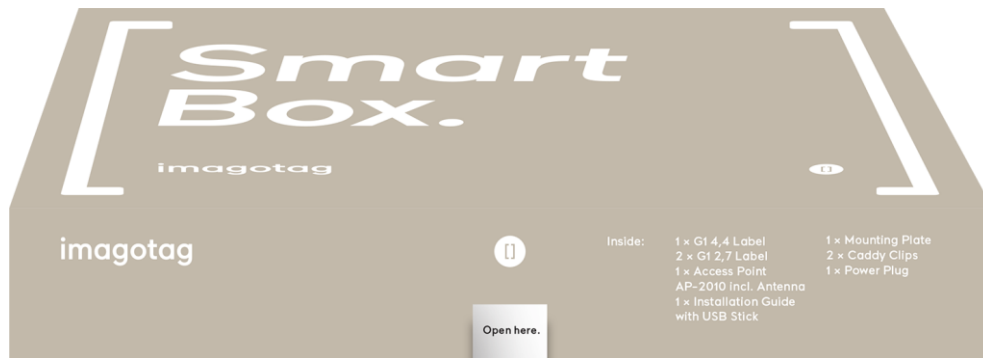 Smart
Box.
imagotag
[]
imagotag
[]
Inside:
1 × G1 4,4 Label
2 × G1 2,7 Label
1 × Access Point
AP-2010 incl. Antenna
1 × Installation Guide
with USB Stick
1 × Mounting Plate
2 × Caddy Clips
1 × Power Plug
Open here.